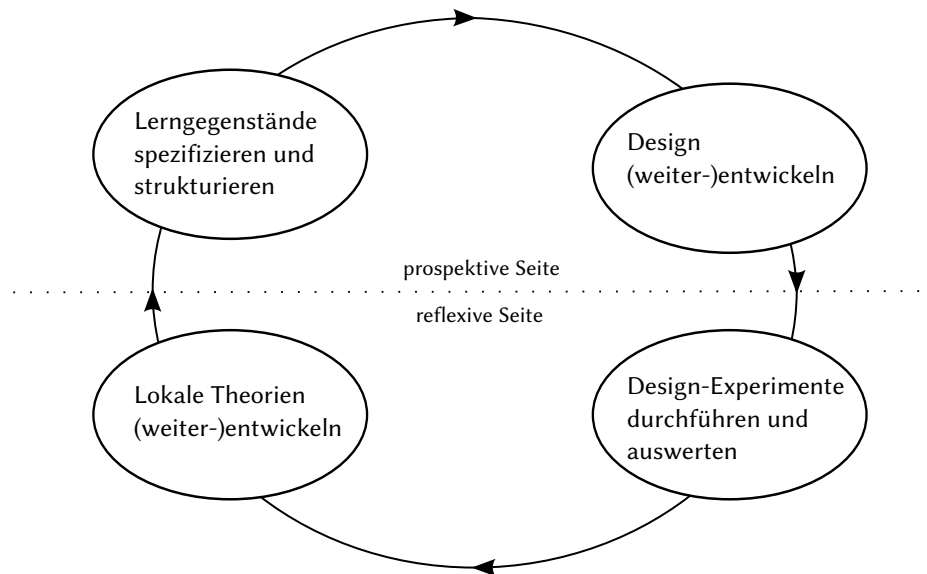 Lerngegenstände
spezifizieren und
strukturieren
Design
(weiter-)entwickeln
prospektive Seite
reflexive Seite
Lokale Theorien
(weiter-)entwickeln
Design-Experimente
durchführen und
auswerten